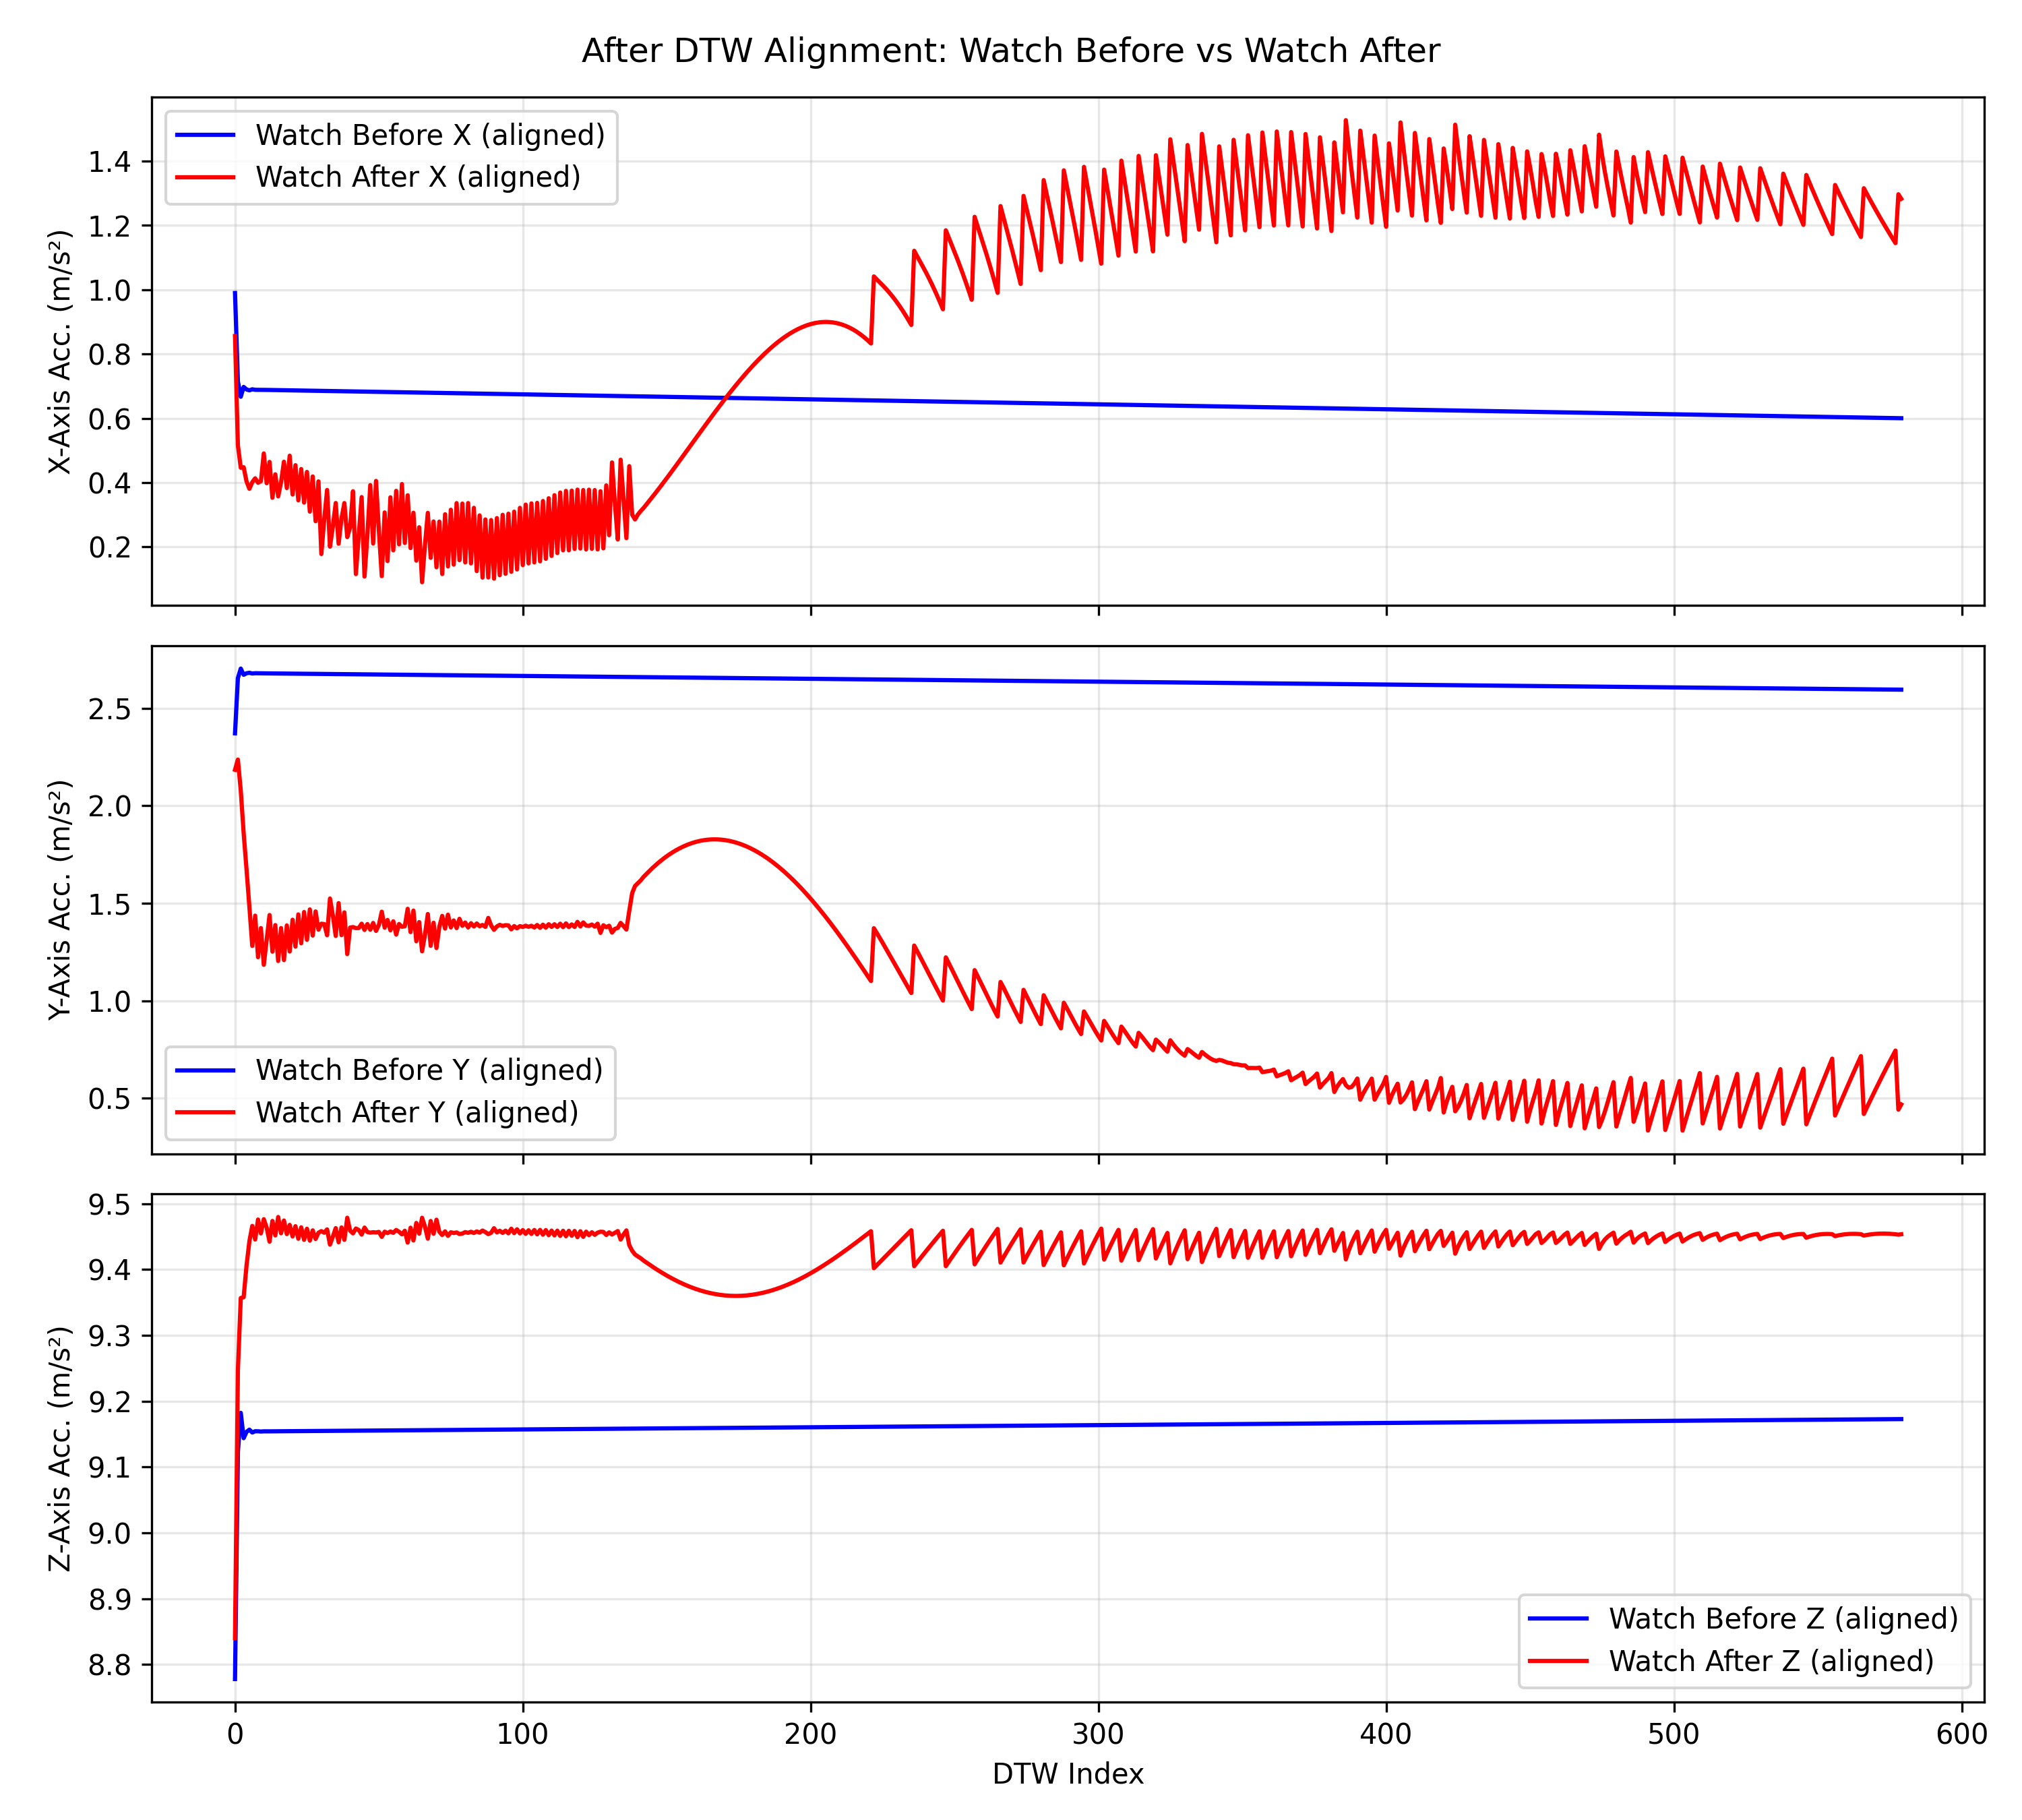 After DTW Alignment: Watch Before vs Watch After
Watch Before X (aligned)
Watch After X (aligned)
X-Axis Acc. (m/s²)
1.4
1.2
1.0
0.8
0.6
0.4
0.2
Watch Before Y (aligned)
Watch After Y (aligned)
Y-Axis Acc. (m/s²)
2.5
2.0
1.5
1.0
0.5
Watch Before Z (aligned)
Watch After Z (aligned)
Z-Axis Acc. (m/s²)
9.5
9.4
9.3
9.2
9.1
9.0
8.9
8.8
0 100 200 300 400 500 600
DTW Index